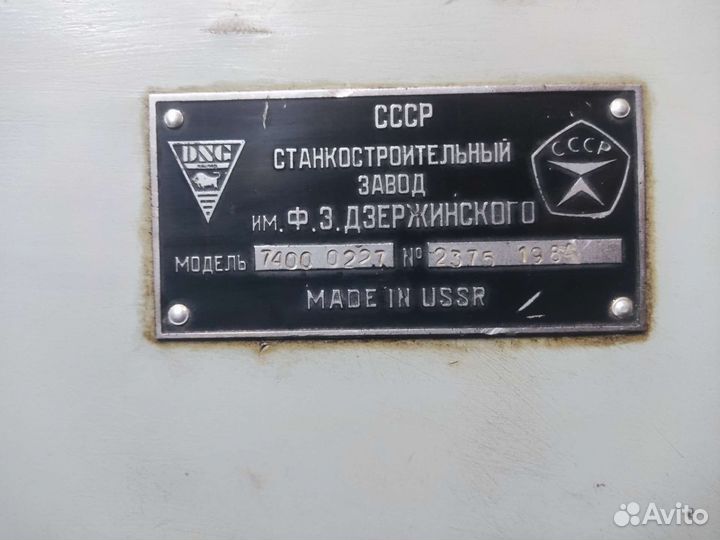 СССР
DNG
СТАНКОСТРОИТЕЛЬНЫЙ
ЗАВОД
ИМ. Ф.З.ДЗЕРЖИНСКОГО
СССР
МОДЕЛЬ 7400 0227 № 2375
MADE IN USSR
Avito